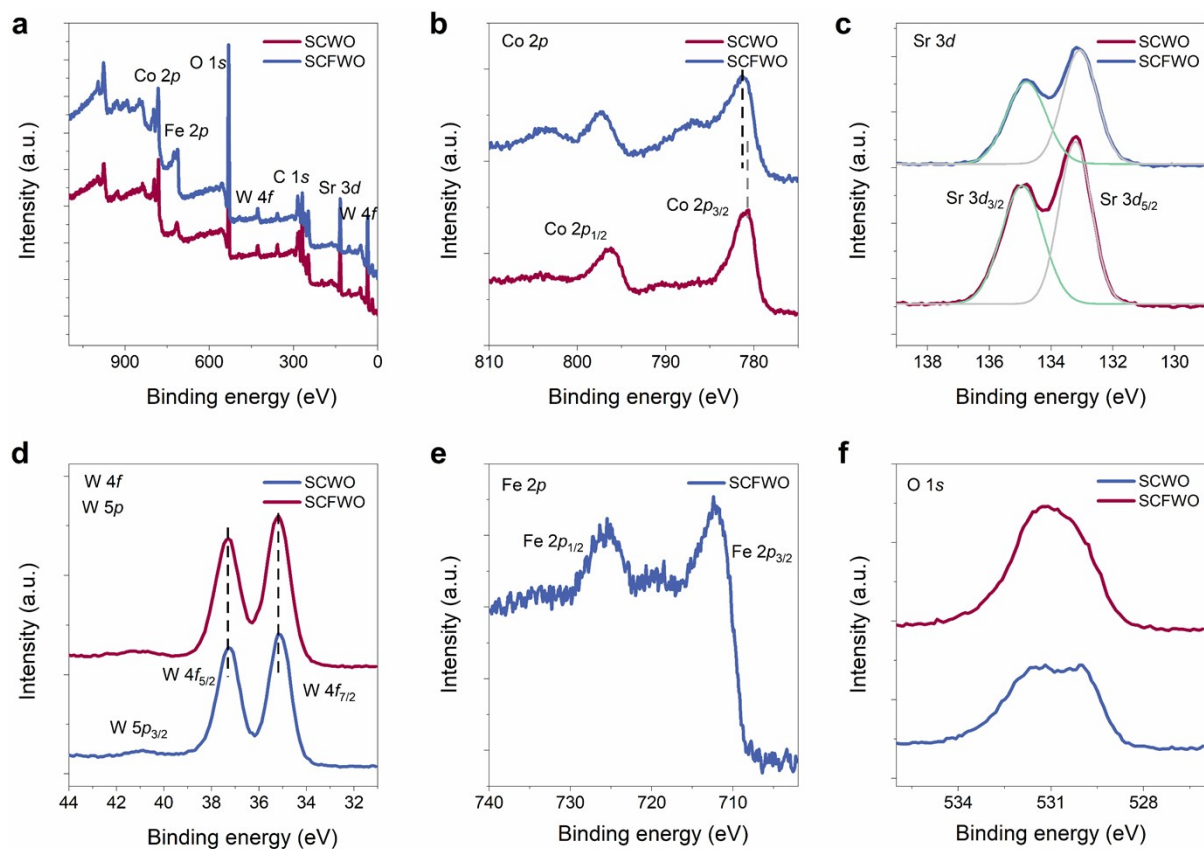 a
SCWO
SCFWO
O 1s
Co 2p
Fe 2p
W 4f
C 1s
Sr 3d
W 4f
Intensity (a.u.)
900 600 300 0
Binding energy (eV)
b
Co 2p
SCWO
SCFWO
Co 2p3/2
Co 2p1/2
Intensity (a.u.)
810 800 790 780
Binding energy (eV)
c
Sr 3d
SCWO
SCFWO
Sr 3d3/2
Sr 3d5/2
Intensity (a.u.)
138 136 134 132 130
Binding energy (eV)
d
W 4f
W 5p
SCWO
SCFWO
W 4f5/2
W 4f7/2
W 5p3/2
Intensity (a.u.)
44 42 40 38 36 34 32
Binding energy (eV)
e
Fe 2p
SCFWO
Fe 2p1/2
Fe 2p3/2
Intensity (a.u.)
740 730 720 710
Binding energy (eV)
f
O 1s
SCWO
SCFWO
Intensity (a.u.)
534 531 528
Binding energy (eV)